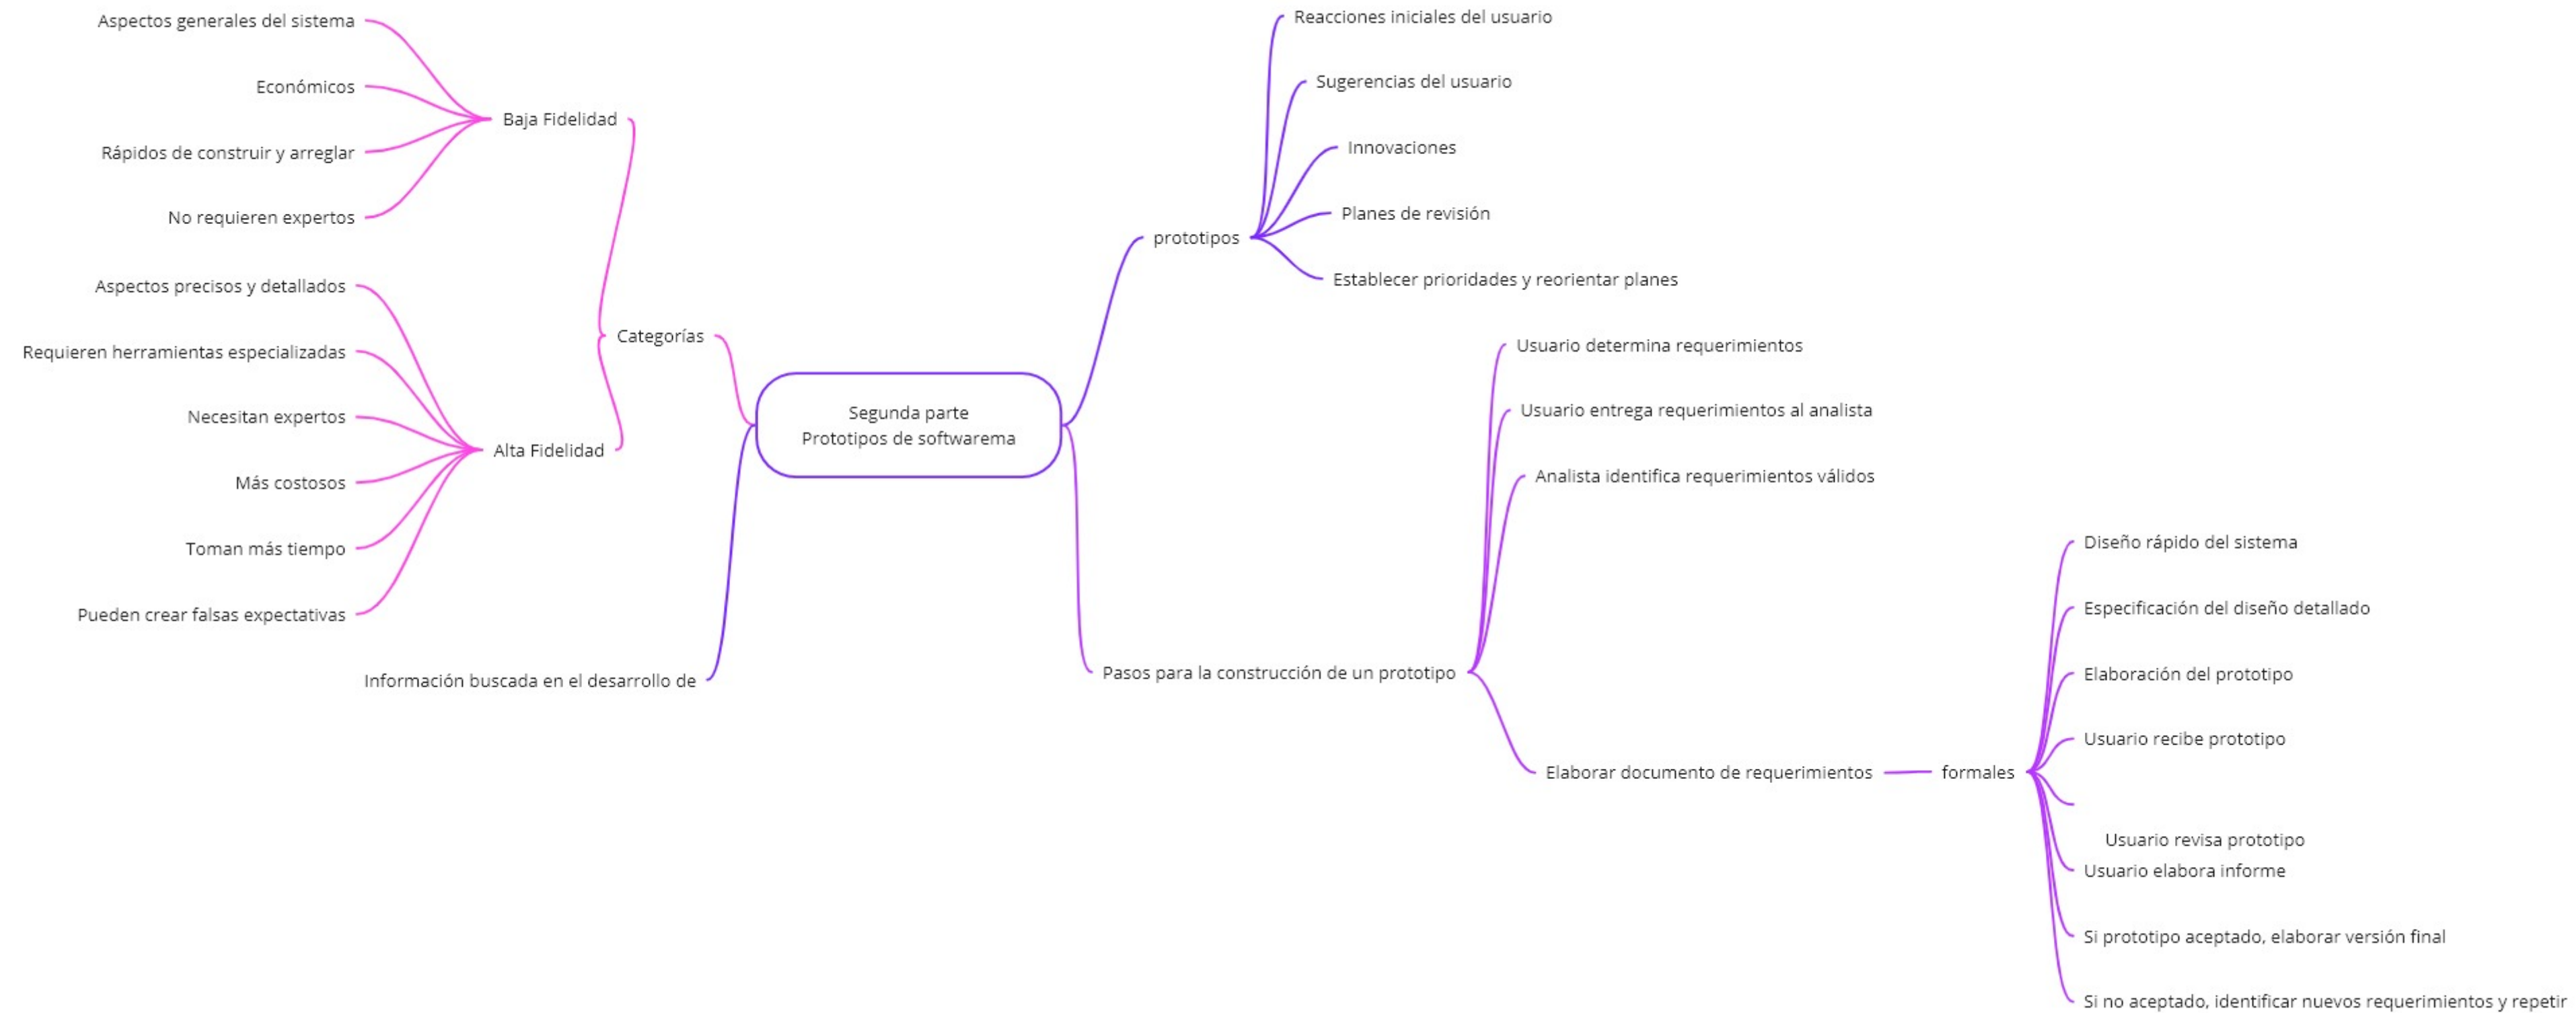 Segunda parte
Prototipos de softwarema
Categorías
Baja Fidelidad
Aspectos generales del sistema
Económicos
Rápidos de construir y arreglar
No requieren expertos
Alta Fidelidad
Aspectos precisos y detallados
Requieren herramientas especializadas
Necesitan expertos
Más costosos
Toman más tiempo
Pueden crear falsas expectativas
Información buscada en el desarrollo de
prototipos
Reacciones iniciales del usuario
Sugerencias del usuario
Innovaciones
Planes de revisión
Establecer prioridades y reorientar planes
Pasos para la construcción de un prototipo
Usuario determina requerimientos
Usuario entrega requerimientos al analista
Analista identifica requerimientos válidos
Elaborar documento de requerimientos
formales
Diseño rápido del sistema
Especificación del diseño detallado
Elaboración del prototipo
Usuario recibe prototipo
Usuario revisa prototipo
Usuario elabora informe
Si prototipo aceptado, elaborar versión final
Si no aceptado, identificar nuevos requerimientos y repetir